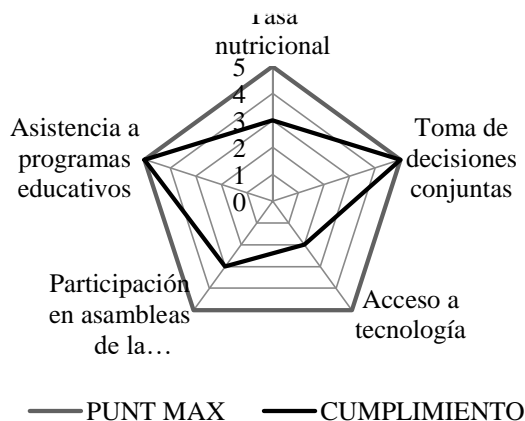 Tasa
nutricional
5
4
3
2
1
0
Asistencia a
programas
educativos
Toma de
decisiones
conjuntas
Participación
en asambleas
de la…
Acceso a
tecnología
PUNT MAX
CUMPLIMIENTO